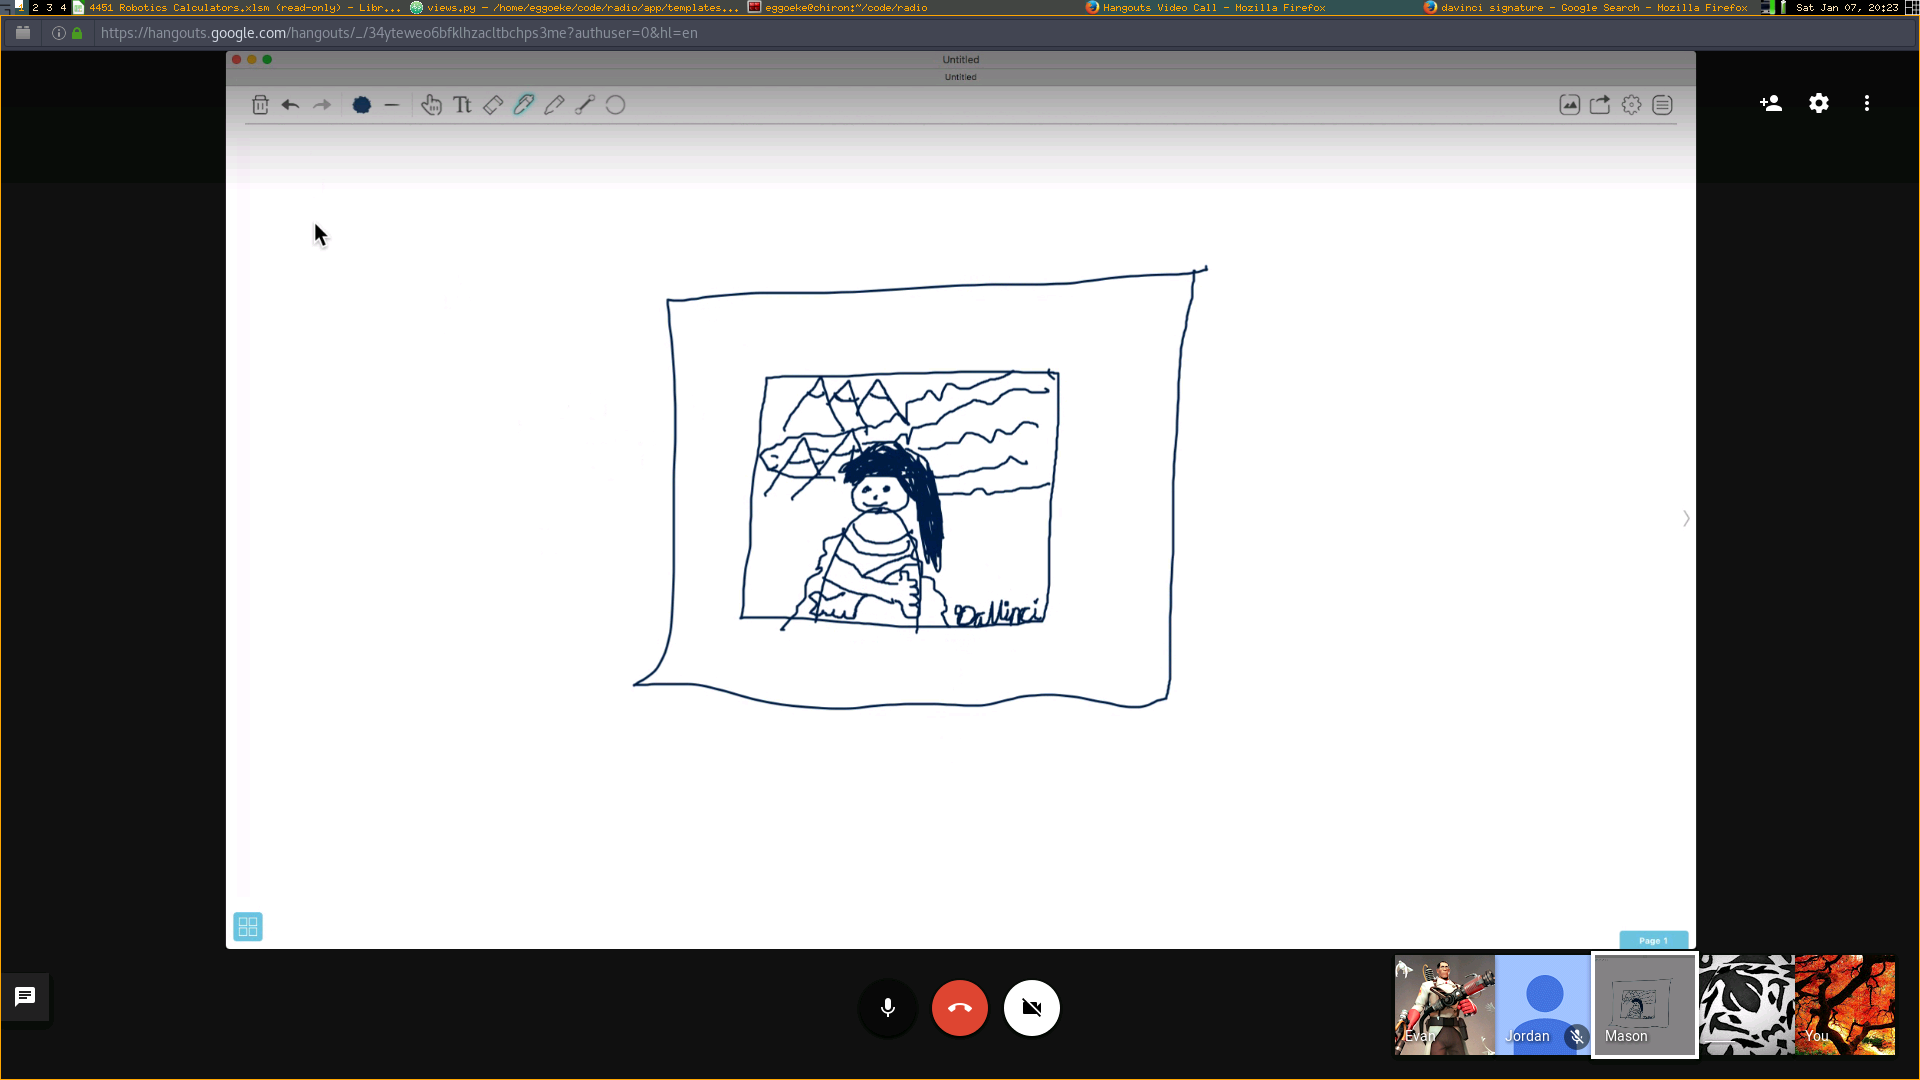 2 3 4 4451 Robotics Calculators.xlsm (read-only) - Libr... views.py - /home/eggoeke/code/radio/app/templates... eggoeke@chiron:~/code/radio Hangouts Video Call - Mozilla Firefox davinci signature - Google Search - Mozilla Firefox Sat Jan 07, 20:23
https://hangouts.google.com/hangouts/_/34yteweo6bfklhzacltbchps3me?authuser=0&hl=en
Untitled
Untitled
Tt
DaVinci
Page 1
Evan Jordan Mason You